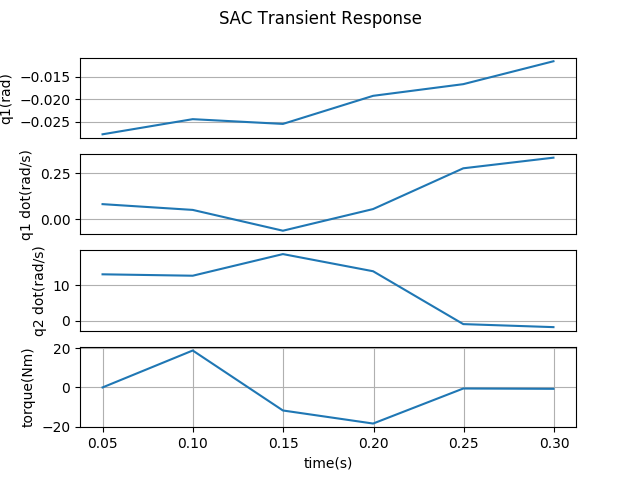 SAC Transient Response
−0.015
−0.020
−0.025
q1(rad)
0.25
0.00
q1 dot(rad/s)
10
0
q2 dot(rad/s)
20
0
−20
torque(Nm)
0.05 0.10 0.15 0.20 0.25 0.30
time(s)